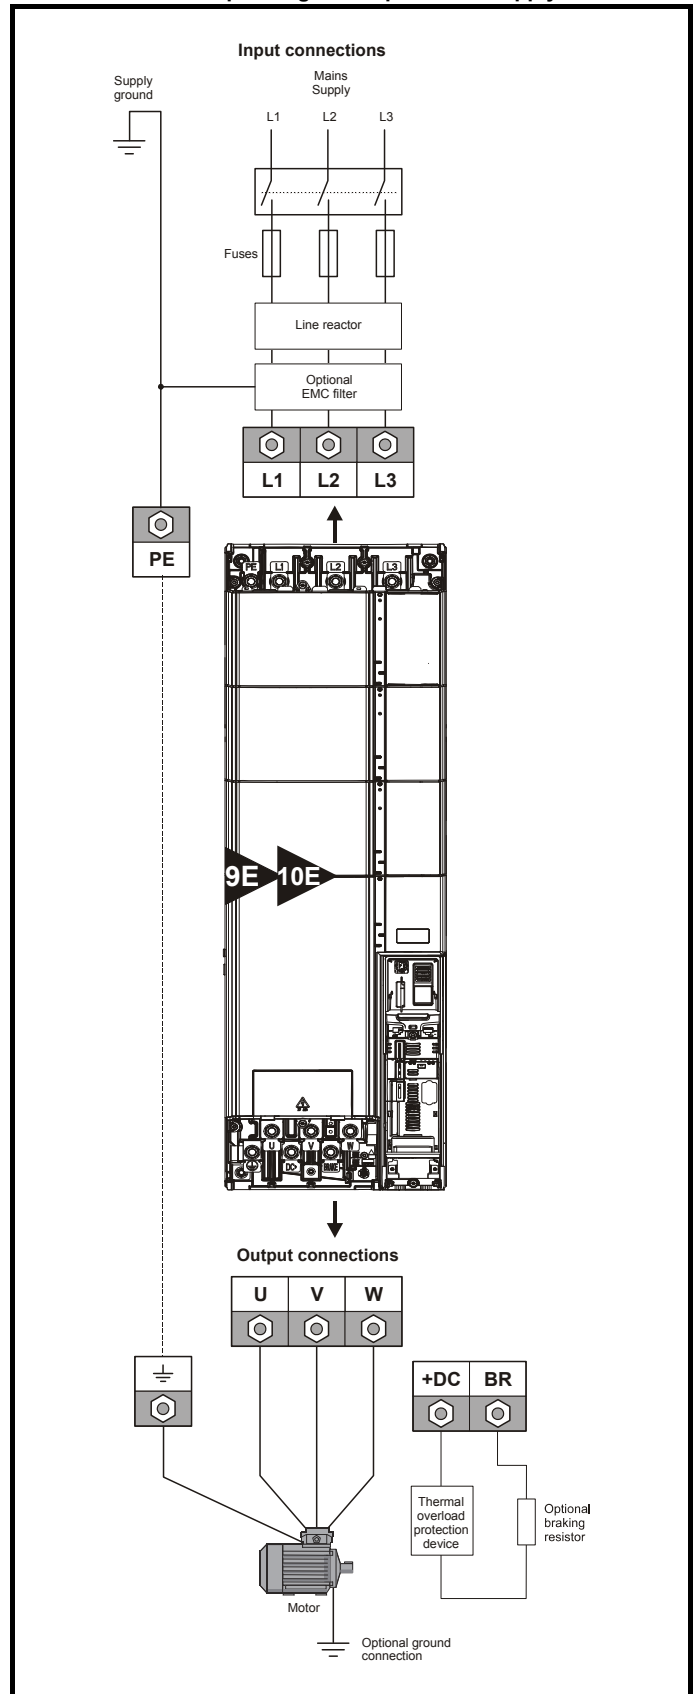 Input connections
Supply
ground
Mains
Supply
L1 L2 L3
Fuses
Line reactor
Optional
EMC filter
L1 L2 L3
PE
PE L1 L2 L3
9E 10E
U V W
BRAKE
Output connections
U V W
+DC BR
Thermal
overload
protection
device
Optional
braking
resistor
Motor
Optional ground
connection